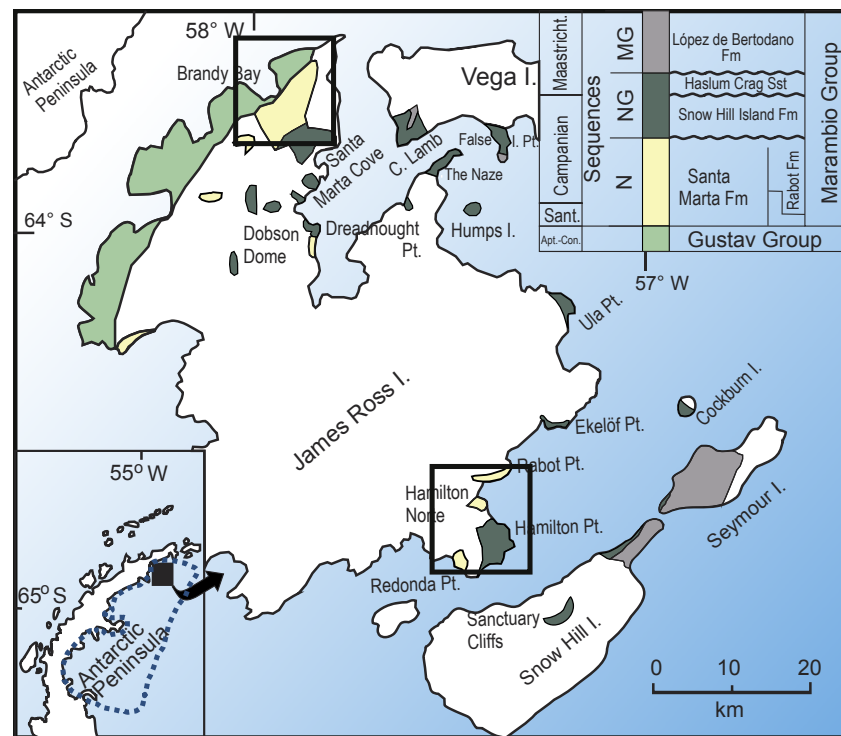 58° W
Antarctic
Peninsula
Brandy Bay
Vega I.
Santa
Marta Cove
C. Lamb
False
I. Pt.
The Naze
64° S
Dobson
Dome
Dreadnought
Pt.
Humps I.
57° W
Ula Pt.
James Ross I.
Cockburn I.
Ekelöf Pt.
Rabot Pt.
Hamilton
Norte
Hamilton Pt.
Seymour I.
Redonda Pt.
Sanctuary
Cliffs
Snow Hill I.
0 10 20
km
55° W
65° S
Antarctic
Peninsula
Maastricht.
Campanian
Sant.
Apt.-Con.
Sequences
MG
NG
N
López de Bertodano
Fm
Haslum Crag Sst
Snow Hill Island Fm
Santa
Marta Fm
Rabot Fm
Gustav Group
Marambio Group